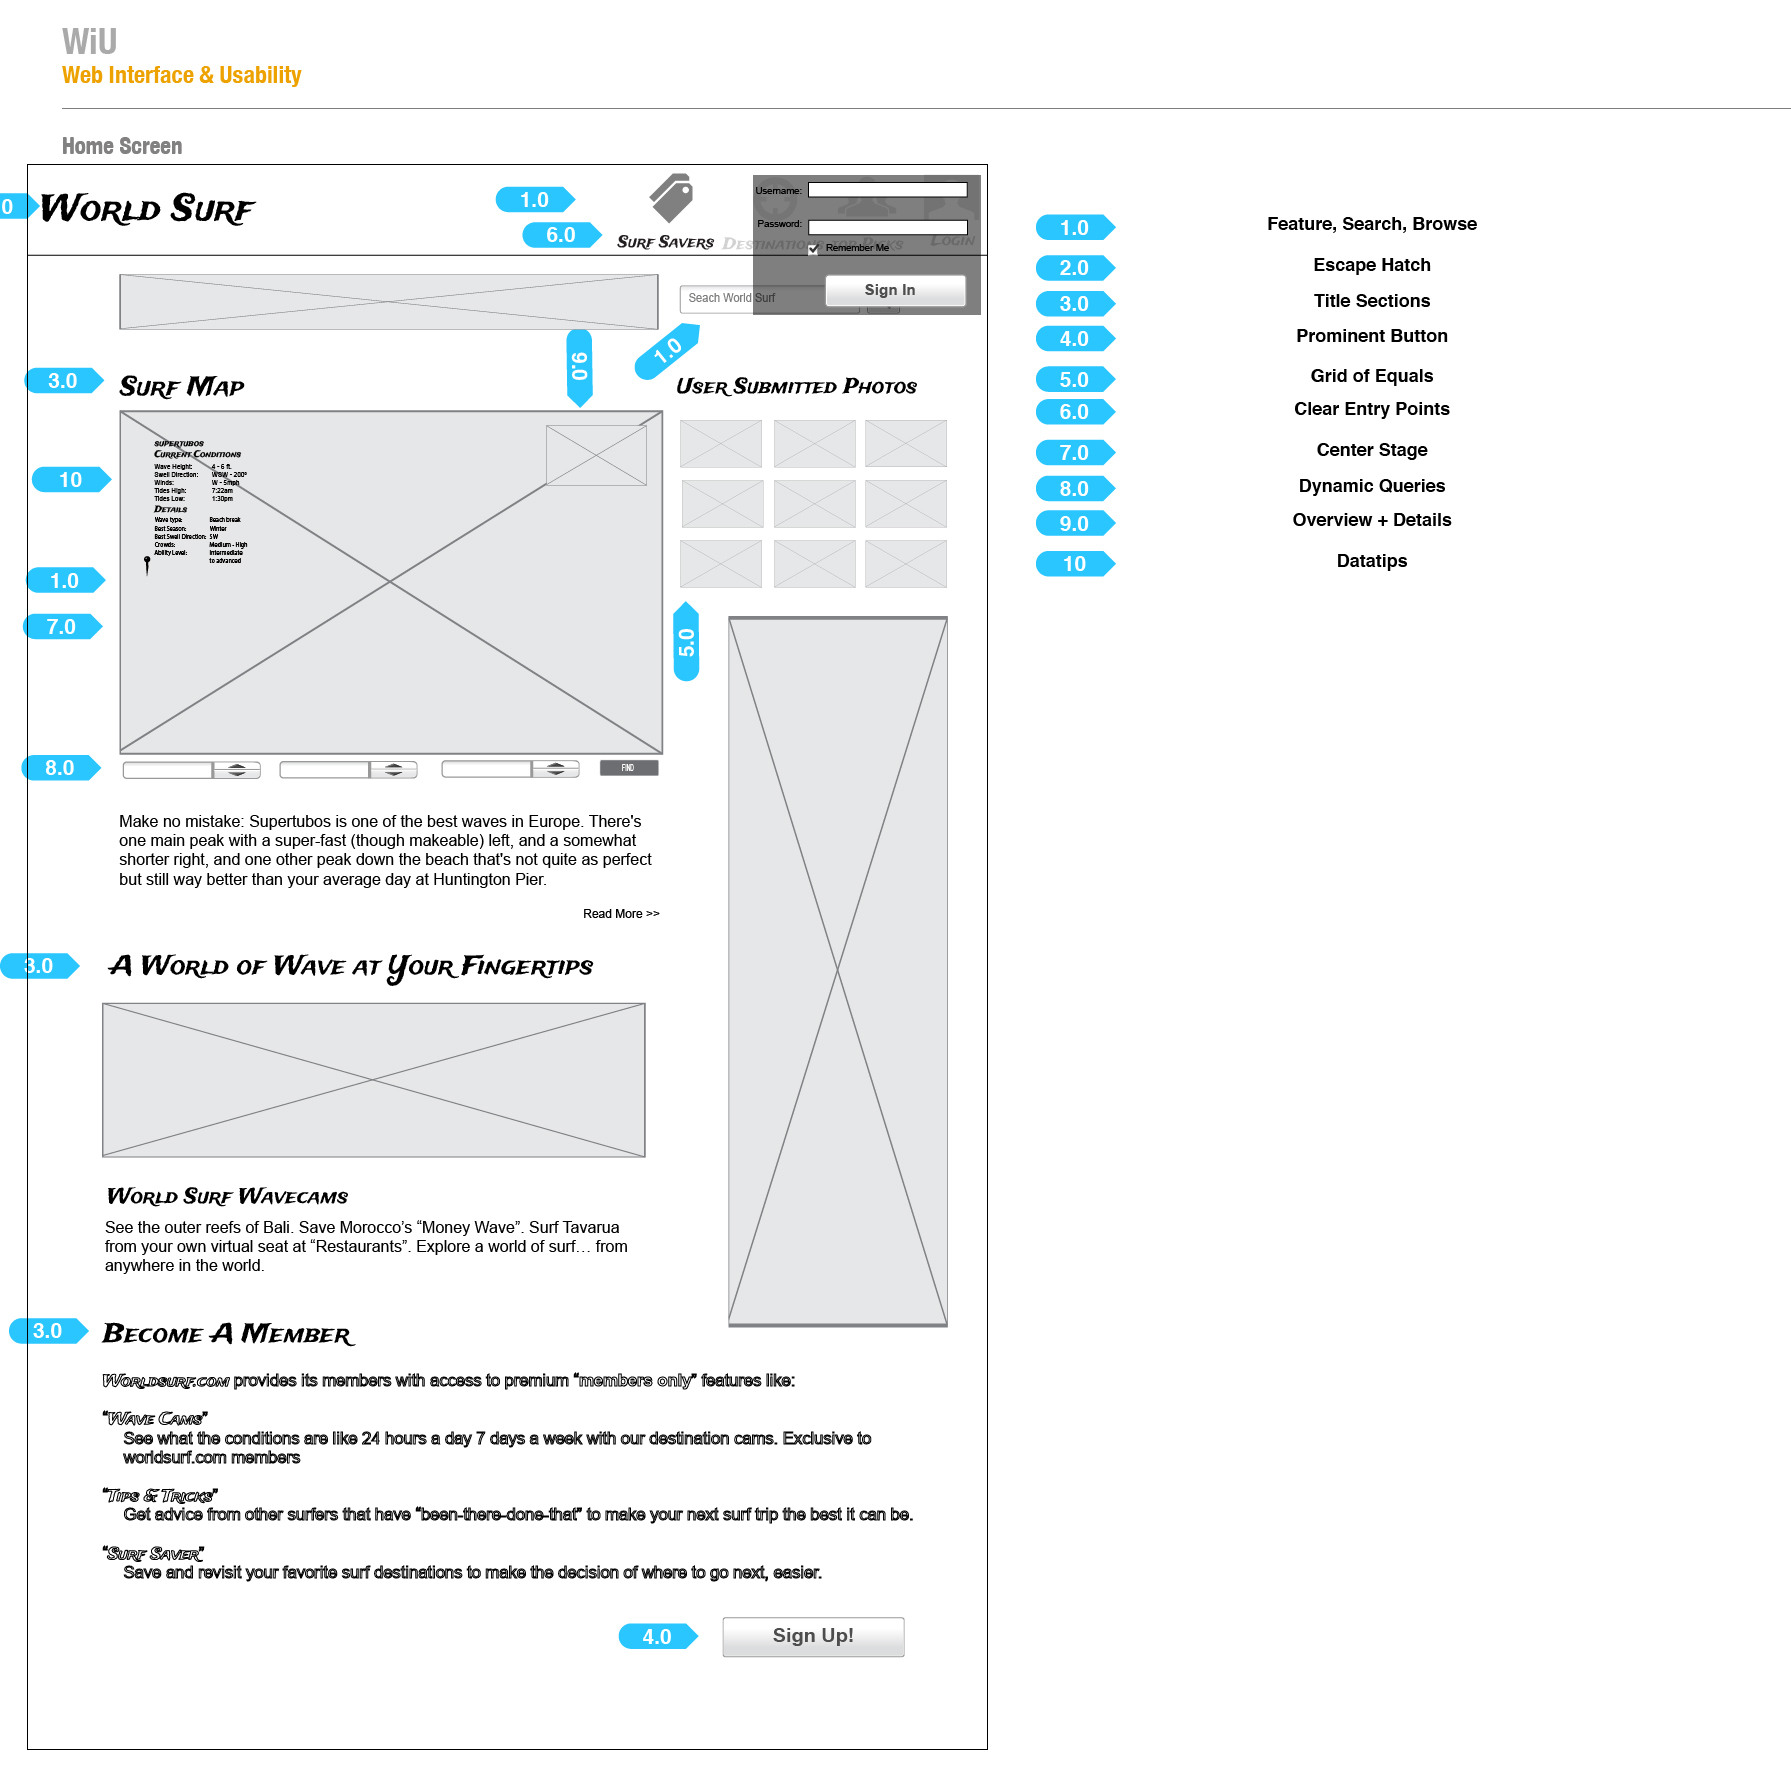 WiU
Web Interface & Usability
Home Screen
0
World Surf
1.0
6.0
Surf Savers
Destinations
Top Picks
Login
Username:
Password:
Remember Me
Sign In
Seach World Surf
1.0
9.0
3.0
Surf Map
User Submitted Photos
10
Supertubos
Current Conditions
Wave Height: 4 - 6 ft.
Swell Direction: WSW - 200º
Winds: W - 5mph
Tides High: 7:22am
Tides Low: 1:30pm
Details
Wave type: Beach break
Best Season: Winter
Best Swell Direction: SW
Crowds: Medium - High
Ability Level: Intermediate
to advanced
1.0
7.0
5.0
8.0
FIND
Make no mistake: Supertubos is one of the best waves in Europe. There's
one main peak with a super-fast (though makeable) left, and a somewhat
shorter right, and one other peak down the beach that's not quite as perfect
but still way better than your average day at Huntington Pier.
Read More >>
3.0
A World of Wave at Your Fingertips
World Surf Wavecams
See the outer reefs of Bali. Save Morocco’s “Money Wave”. Surf Tavarua
from your own virtual seat at “Restaurants”. Explore a world of surf… from
anywhere in the world.
3.0
Become A Member
Worldsurf.com provides its members with access to premium “members only” features like:
“Wave Cams”
See what the conditions are like 24 hours a day 7 days a week with our destination cams. Exclusive to
worldsurf.com members
“Tips & Tricks”
Get advice from other surfers that have “been-there-done-that” to make your next surf trip the best it can be.
“Surf Saver”
Save and revisit your favorite surf destinations to make the decision of where to go next, easier.
4.0
Sign Up!
1.0 Feature, Search, Browse
2.0 Escape Hatch
3.0 Title Sections
4.0 Prominent Button
5.0 Grid of Equals
6.0 Clear Entry Points
7.0 Center Stage
8.0 Dynamic Queries
9.0 Overview + Details
10 Datatips